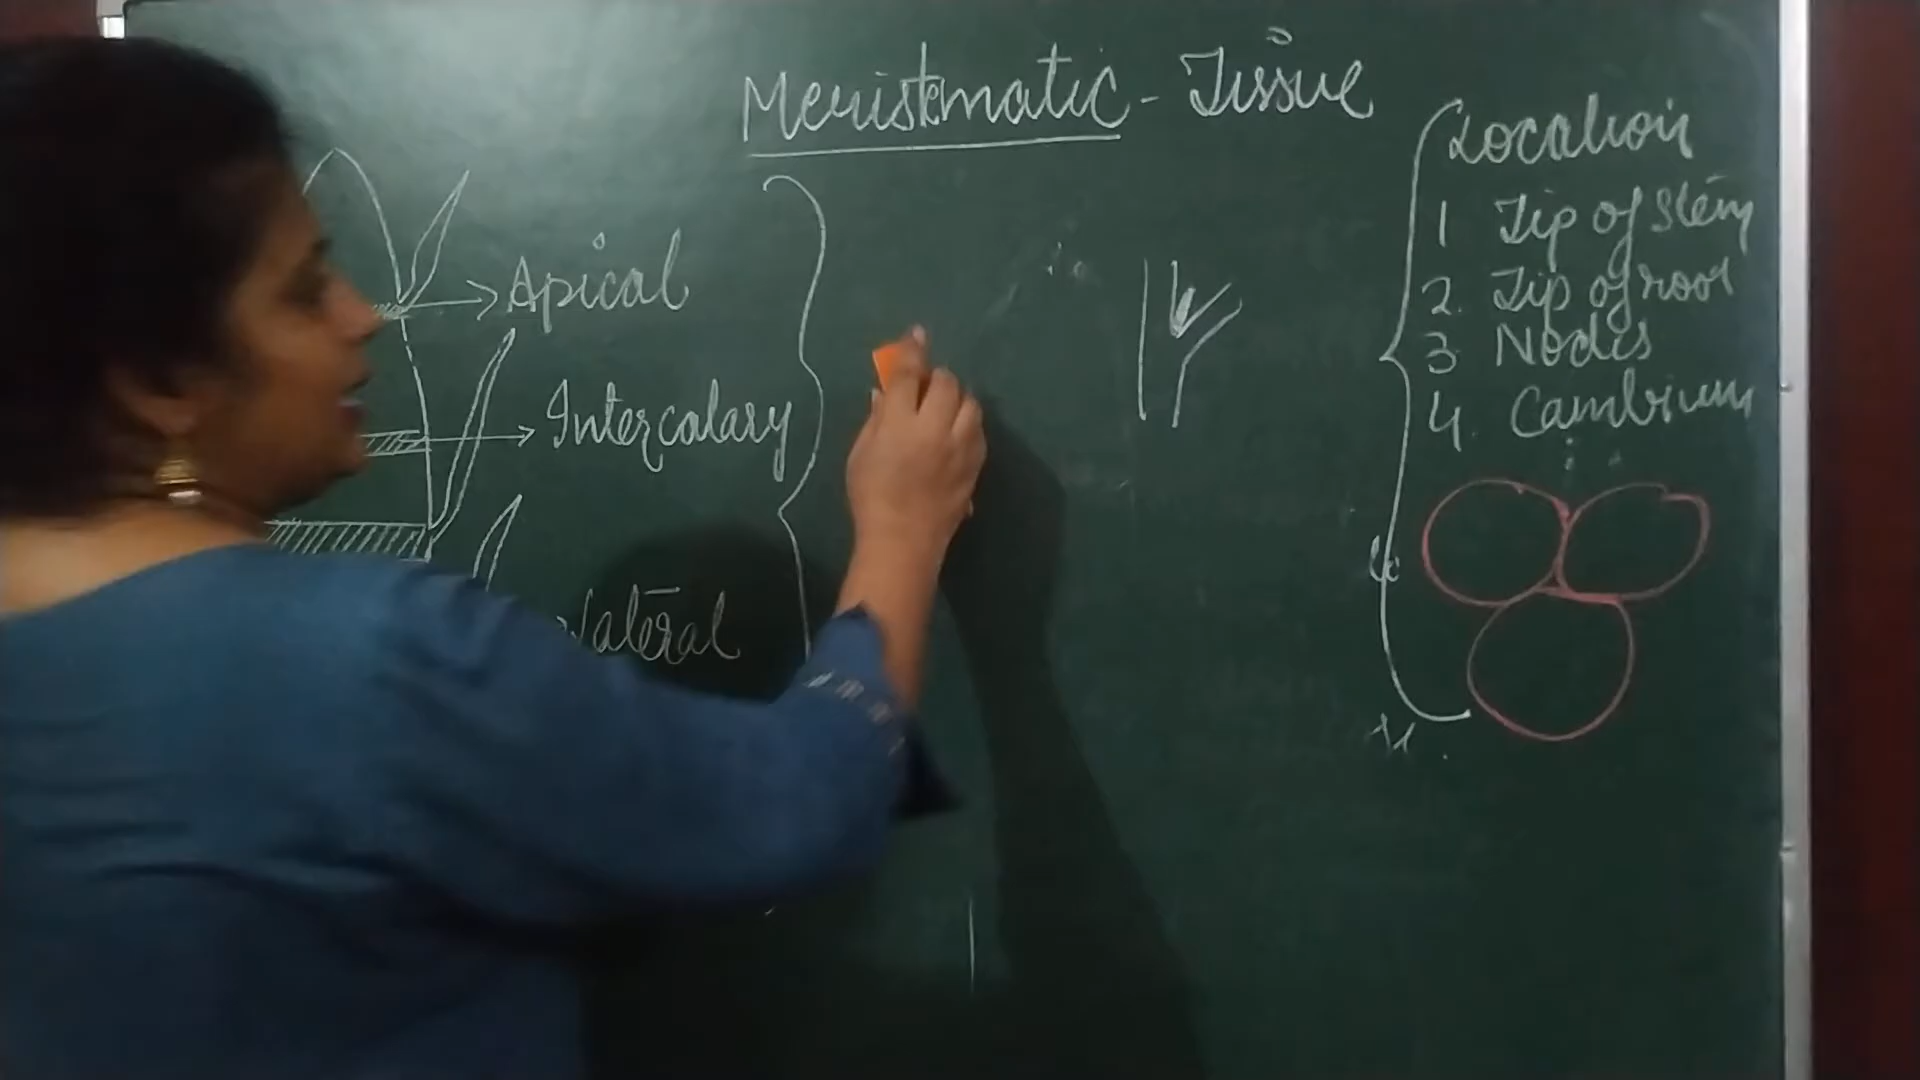 Meristematic - Tissue
Apical
Intercalary
Lateral
Location
1 Tip of Stem
2. Tip of root
3 Nodes
4. Cambium